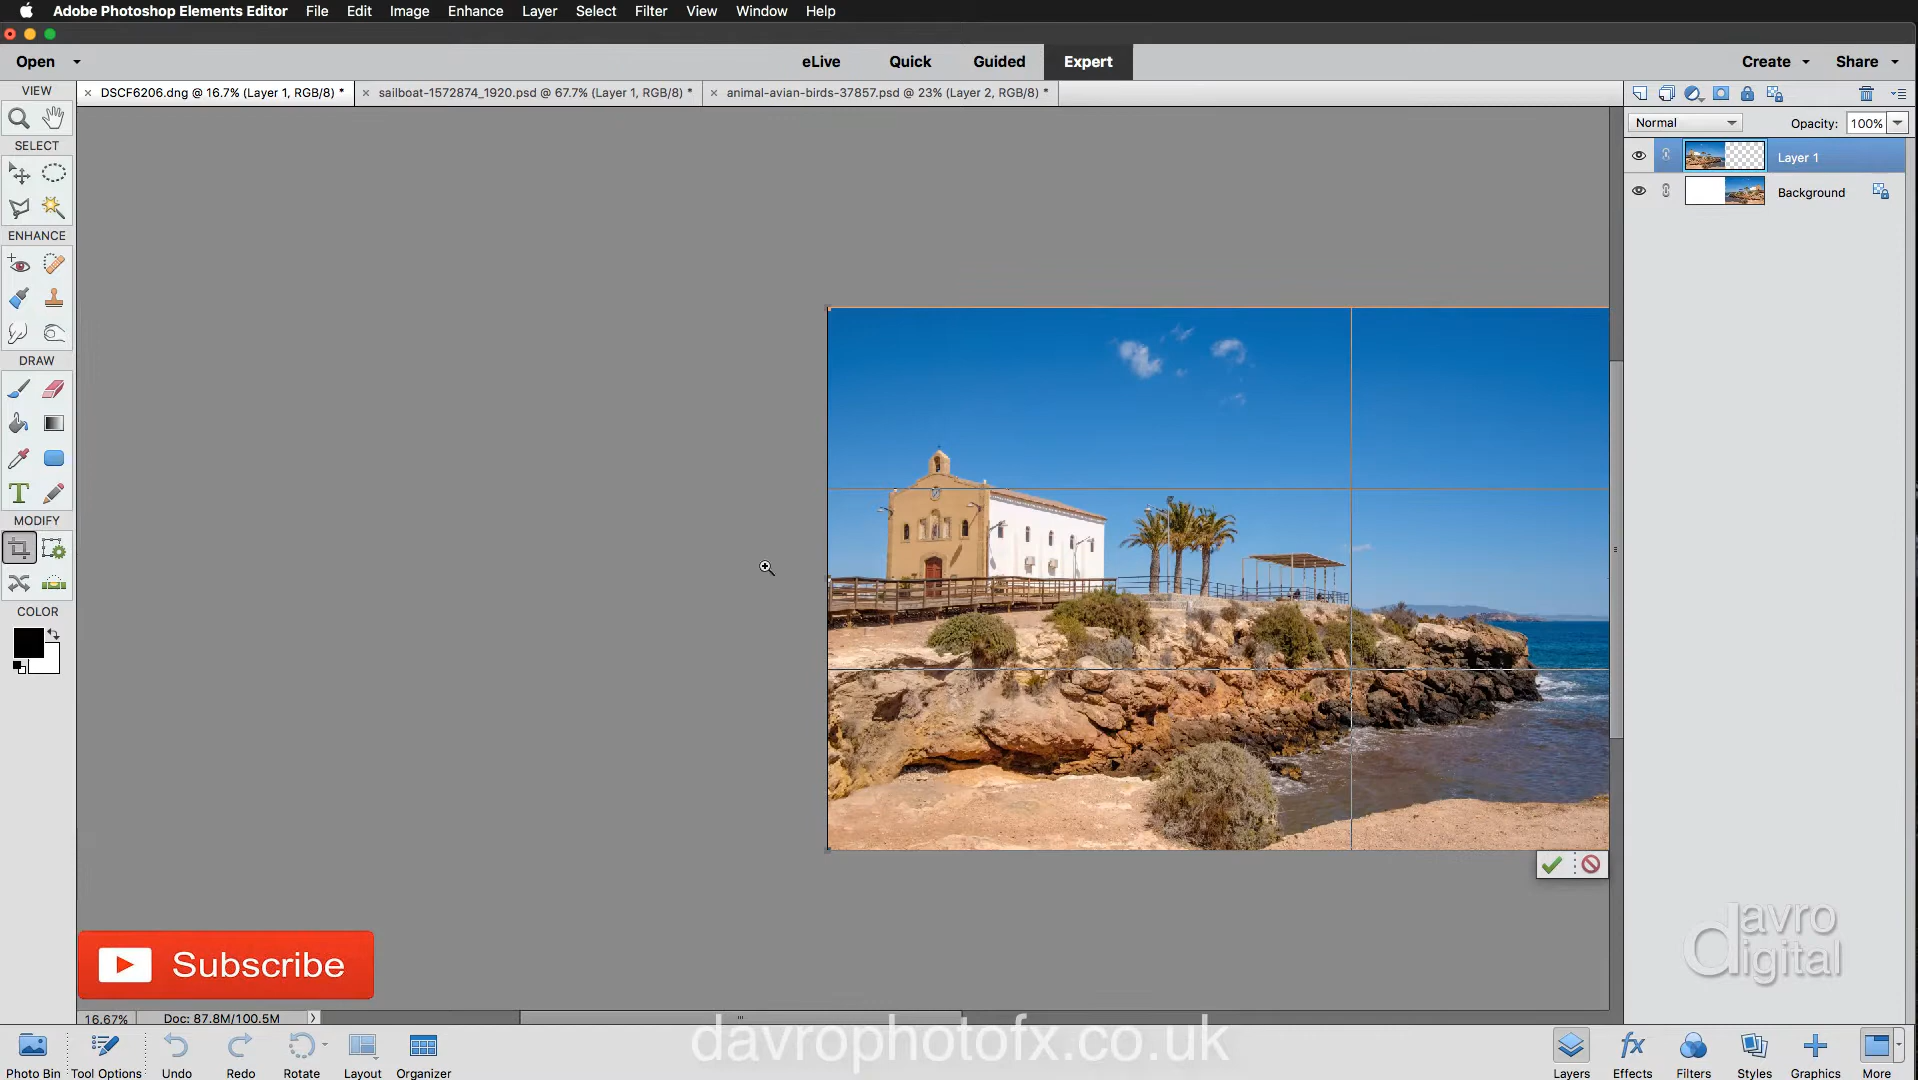 Adobe Photoshop Elements Editor File Edit Image Enhance Layer Select Filter View Window Help
Open eLive Quick Guided Expert Create Share
VIEW
DSCF6206.dng @ 16.7% (Layer 1, RGB/8) *
sailboat-1572874_1920.psd @ 67.7% (Layer 1, RGB/8) *
animal-avian-birds-37857.psd @ 23% (Layer 2, RGB/8) *
Normal Opacity: 100%
SELECT
Layer 1
Background
ENHANCE
DRAW
T
MODIFY
COLOR
avro
digital
Subscribe
16.67% Doc: 87.8M/100.5M
davrophotofx.co.uk
fx
Photo Bin Tool Options Undo Redo Rotate Layout Organizer Layers Effects Filters Styles Graphics More